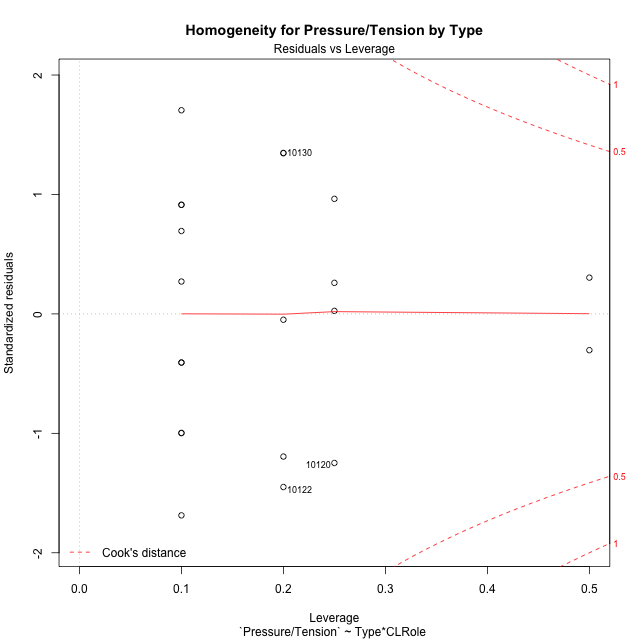 Homogeneity for Pressure/Tension by Type
Residuals vs Leverage
Standardized residuals
2
1
0
-1
-2
10130
10120
10122
1
0.5
0.5
1
Cook's distance
0.0 0.1 0.2 0.3 0.4 0.5
Leverage
`Pressure/Tension` ~ Type*CLRole